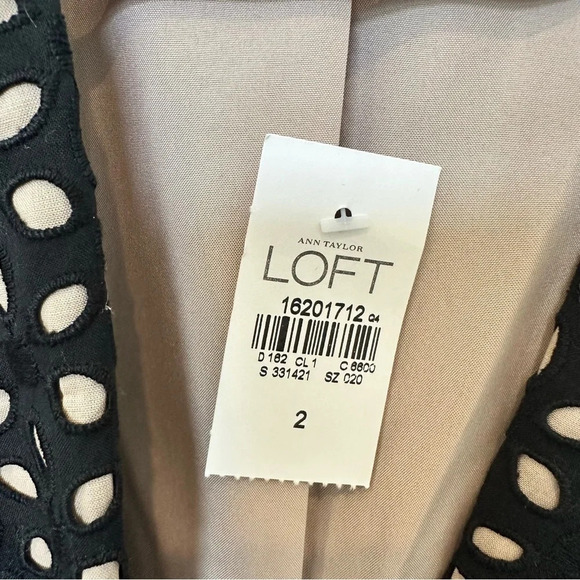 ANN TAYLOR
LOFT
16201712 Q4
D 162 CL 1 C 6600
S 331421 SZ 020
2